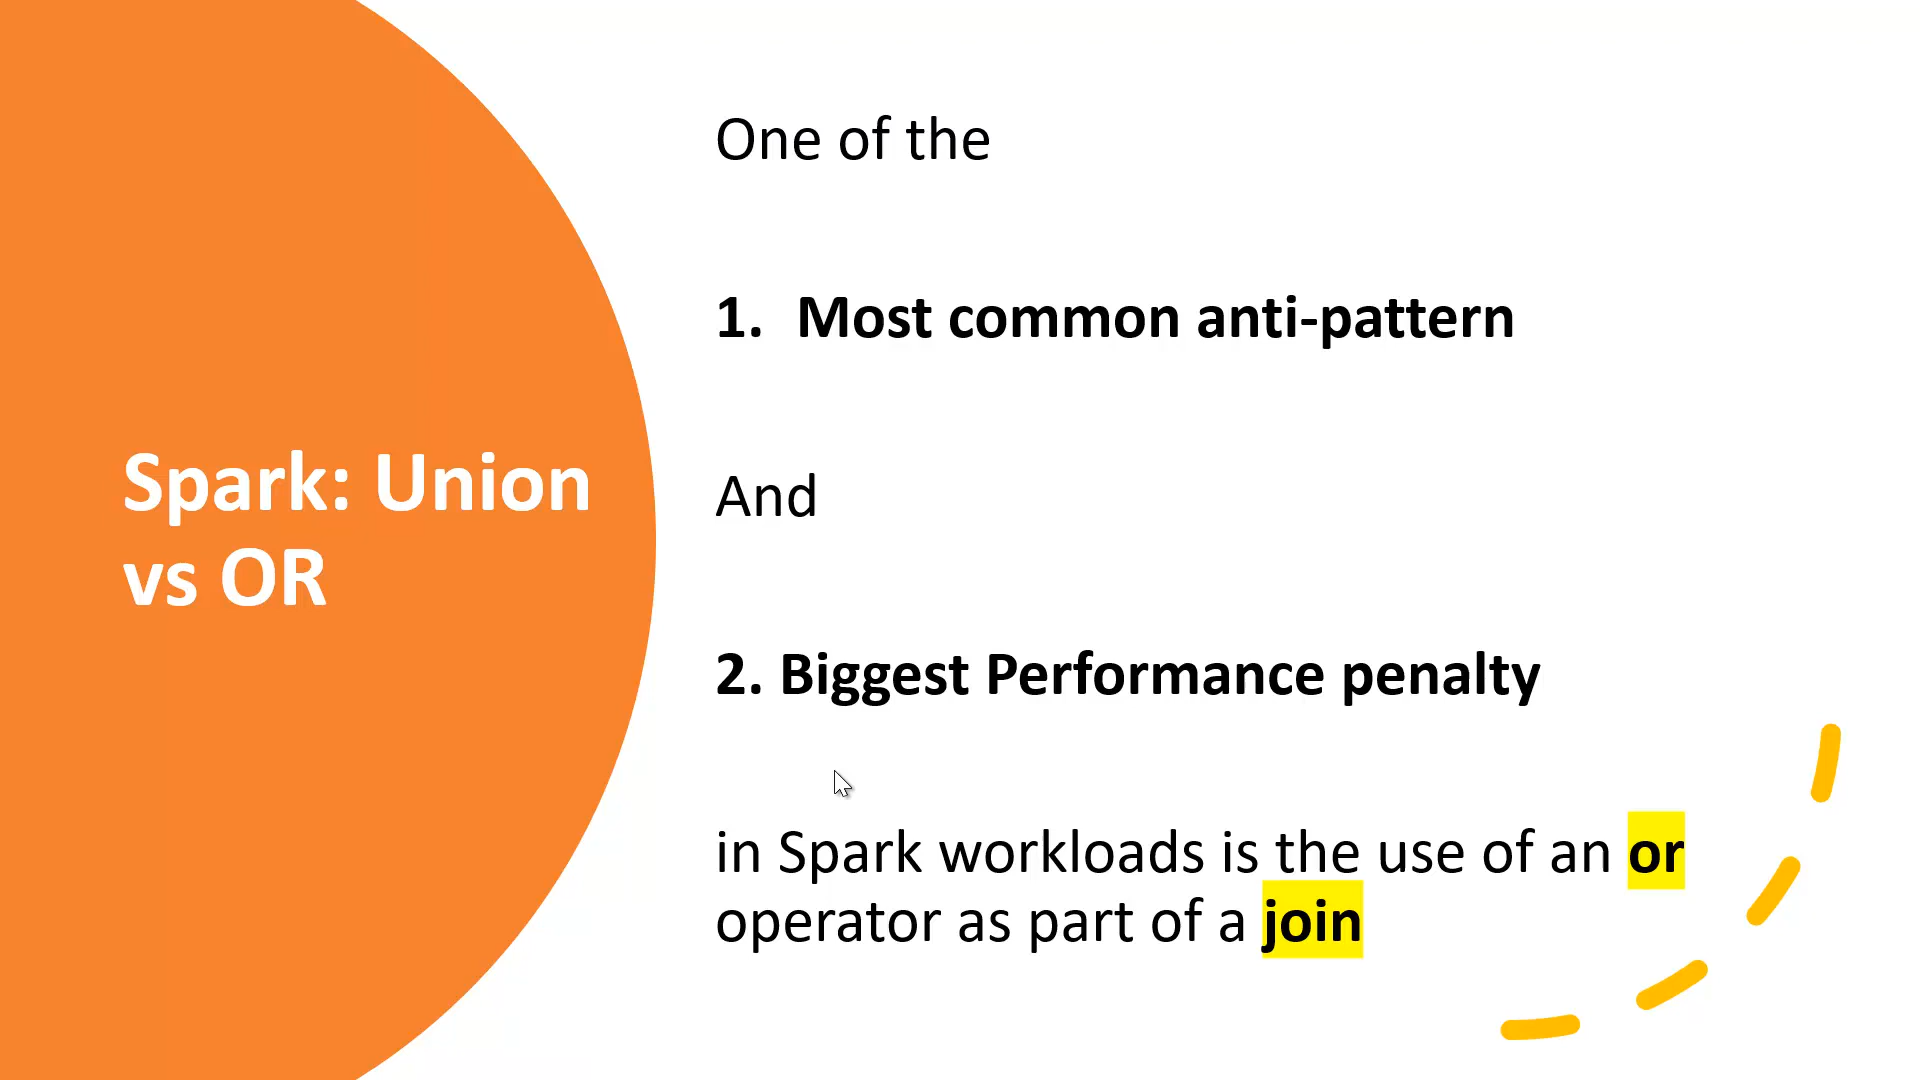 Spark: Union
vs OR
One of the
1. Most common anti-pattern
And
2. Biggest Performance penalty
in Spark workloads is the use of an or
operator as part of a join